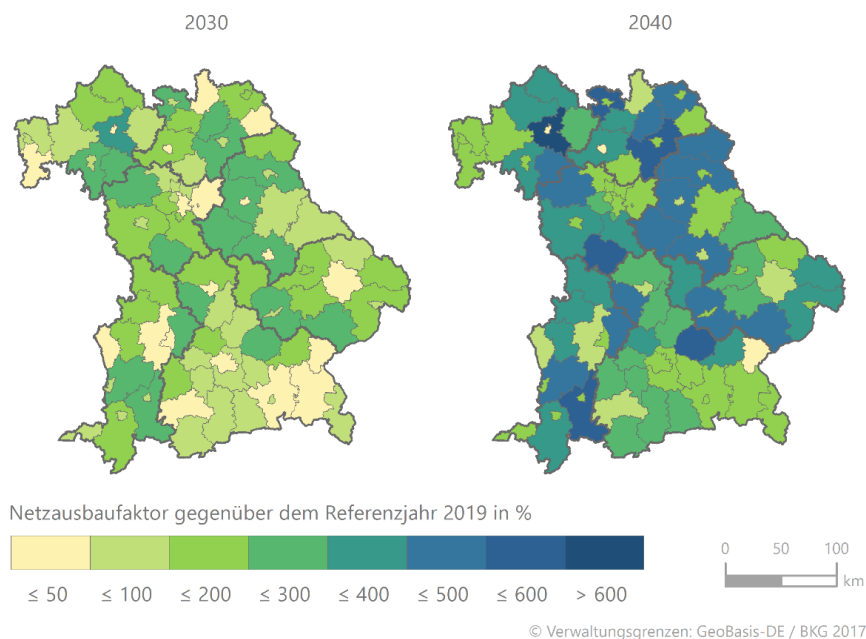 2030 2040
Netzausbaufaktor gegenüber dem Referenzjahr 2019 in %
≤ 50 ≤ 100 ≤ 200 ≤ 300 ≤ 400 ≤ 500 ≤ 600 > 600
0 50 100
km
© Verwaltungsgrenzen: GeoBasis-DE / BKG 2017